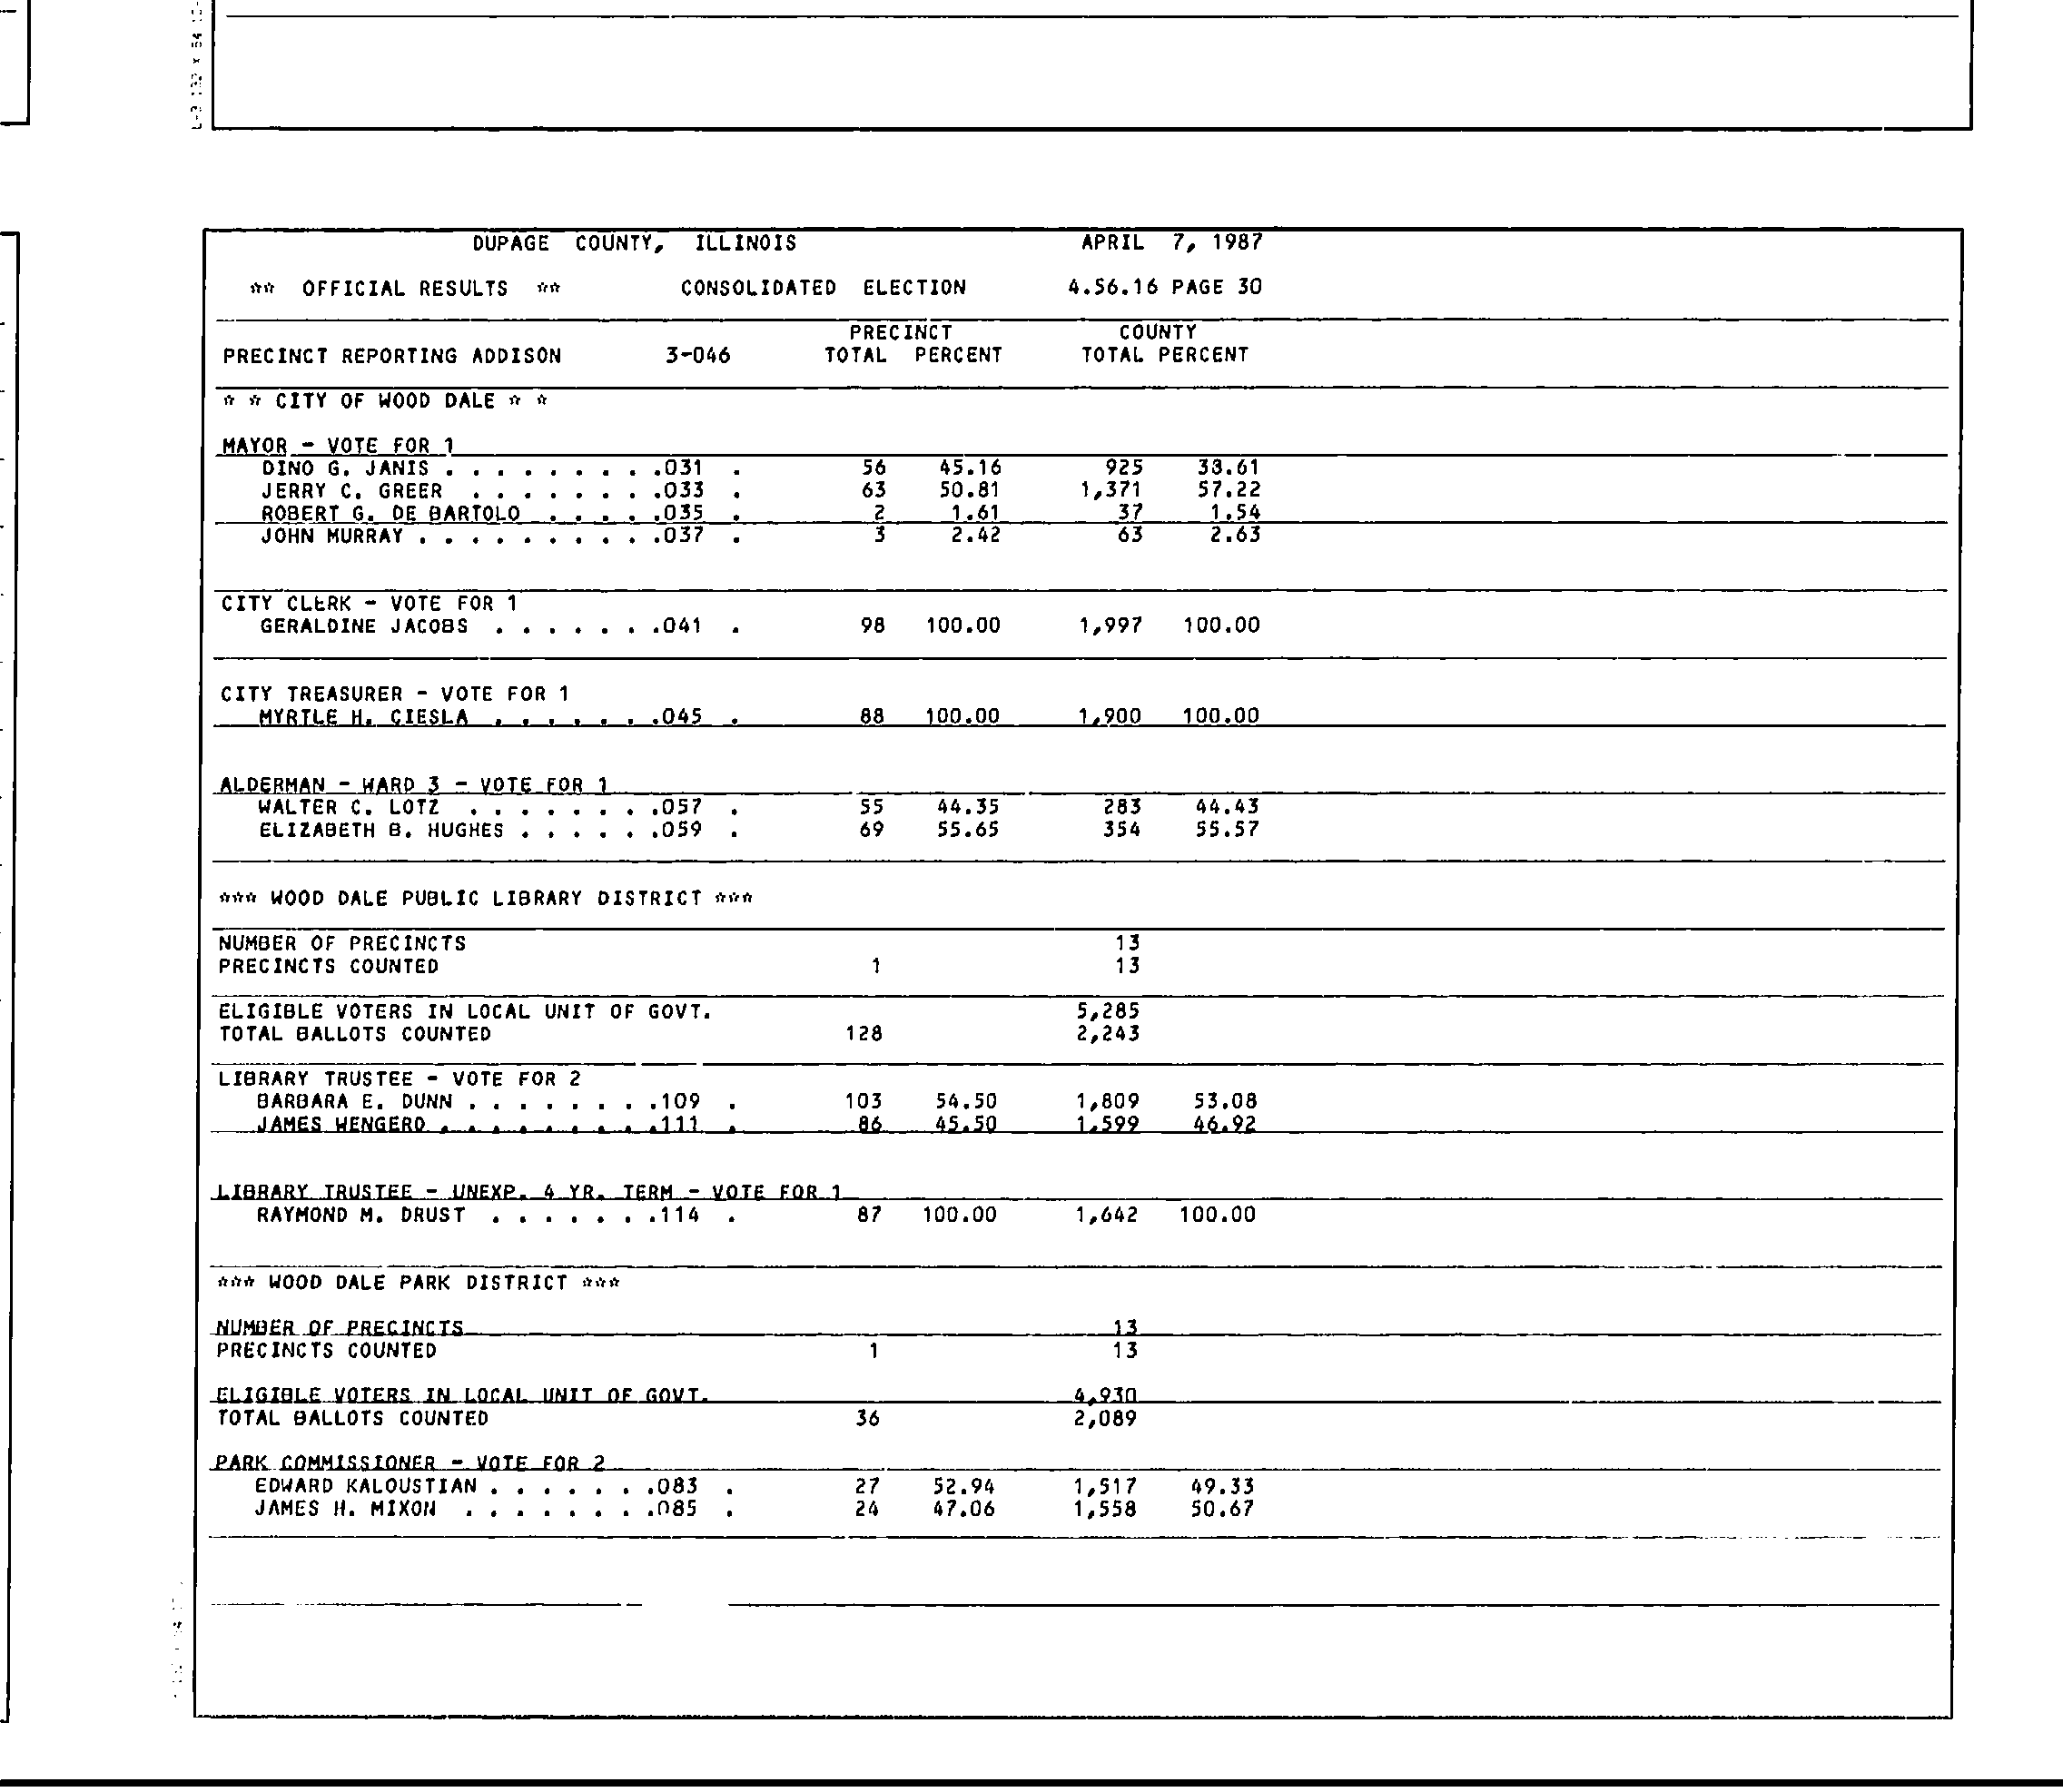 DUPAGE COUNTY, ILLINOIS APRIL 7, 1987
** OFFICIAL RESULTS ** CONSOLIDATED ELECTION 4.56.16 PAGE 30
PRECINCT COUNTY
PRECINCT REPORTING ADDISON 3-046 TOTAL PERCENT TOTAL PERCENT
* * CITY OF WOOD DALE * *
MAYOR - VOTE FOR 1
DINO G. JANIS . . . . . . . . .031 . 56 45.16 925 38.61
JERRY C. GREER . . . . . . . .033 . 63 50.81 1,371 57.22
ROBERT G. DE BARTOLO . . . . .035 . 2 1.61 37 1.54
JOHN MURRAY . . . . . . . . . .037 . 3 2.42 63 2.63
CITY CLERK - VOTE FOR 1
GERALDINE JACOBS . . . . . . .041 . 98 100.00 1,997 100.00
CITY TREASURER - VOTE FOR 1
MYRTLE H. CIESLA . . . . . . .045 . 88 100.00 1,900 100.00
ALDERMAN - WARD 3 - VOTE FOR 1
WALTER C. LOTZ . . . . . . . .057 . 55 44.35 283 44.43
ELIZABETH B. HUGHES . . . . . .059 . 69 55.65 354 55.57
*** WOOD DALE PUBLIC LIBRARY DISTRICT ***
NUMBER OF PRECINCTS 13
PRECINCTS COUNTED 1 13
ELIGIBLE VOTERS IN LOCAL UNIT OF GOVT. 5,285
TOTAL BALLOTS COUNTED 128 2,243
LIBRARY TRUSTEE - VOTE FOR 2
BARBARA E. DUNN . . . . . . . .109 . 103 54.50 1,809 53.08
JAMES WENGERD . . . . . . . . .111 . 86 45.50 1,599 46.92
LIBRARY TRUSTEE - UNEXP. 4 YR. TERM - VOTE FOR 1
RAYMOND M. DRUST . . . . . . .114 . 87 100.00 1,642 100.00
*** WOOD DALE PARK DISTRICT ***
NUMBER OF PRECINCTS 13
PRECINCTS COUNTED 1 13
ELIGIBLE VOTERS IN LOCAL UNIT OF GOVT. 4,930
TOTAL BALLOTS COUNTED 36 2,089
PARK COMMISSIONER - VOTE FOR 2
EDWARD KALOUSTIAN . . . . . . .083 . 27 52.94 1,517 49.33
JAMES H. MIXON . . . . . . . .085 . 24 47.06 1,558 50.67